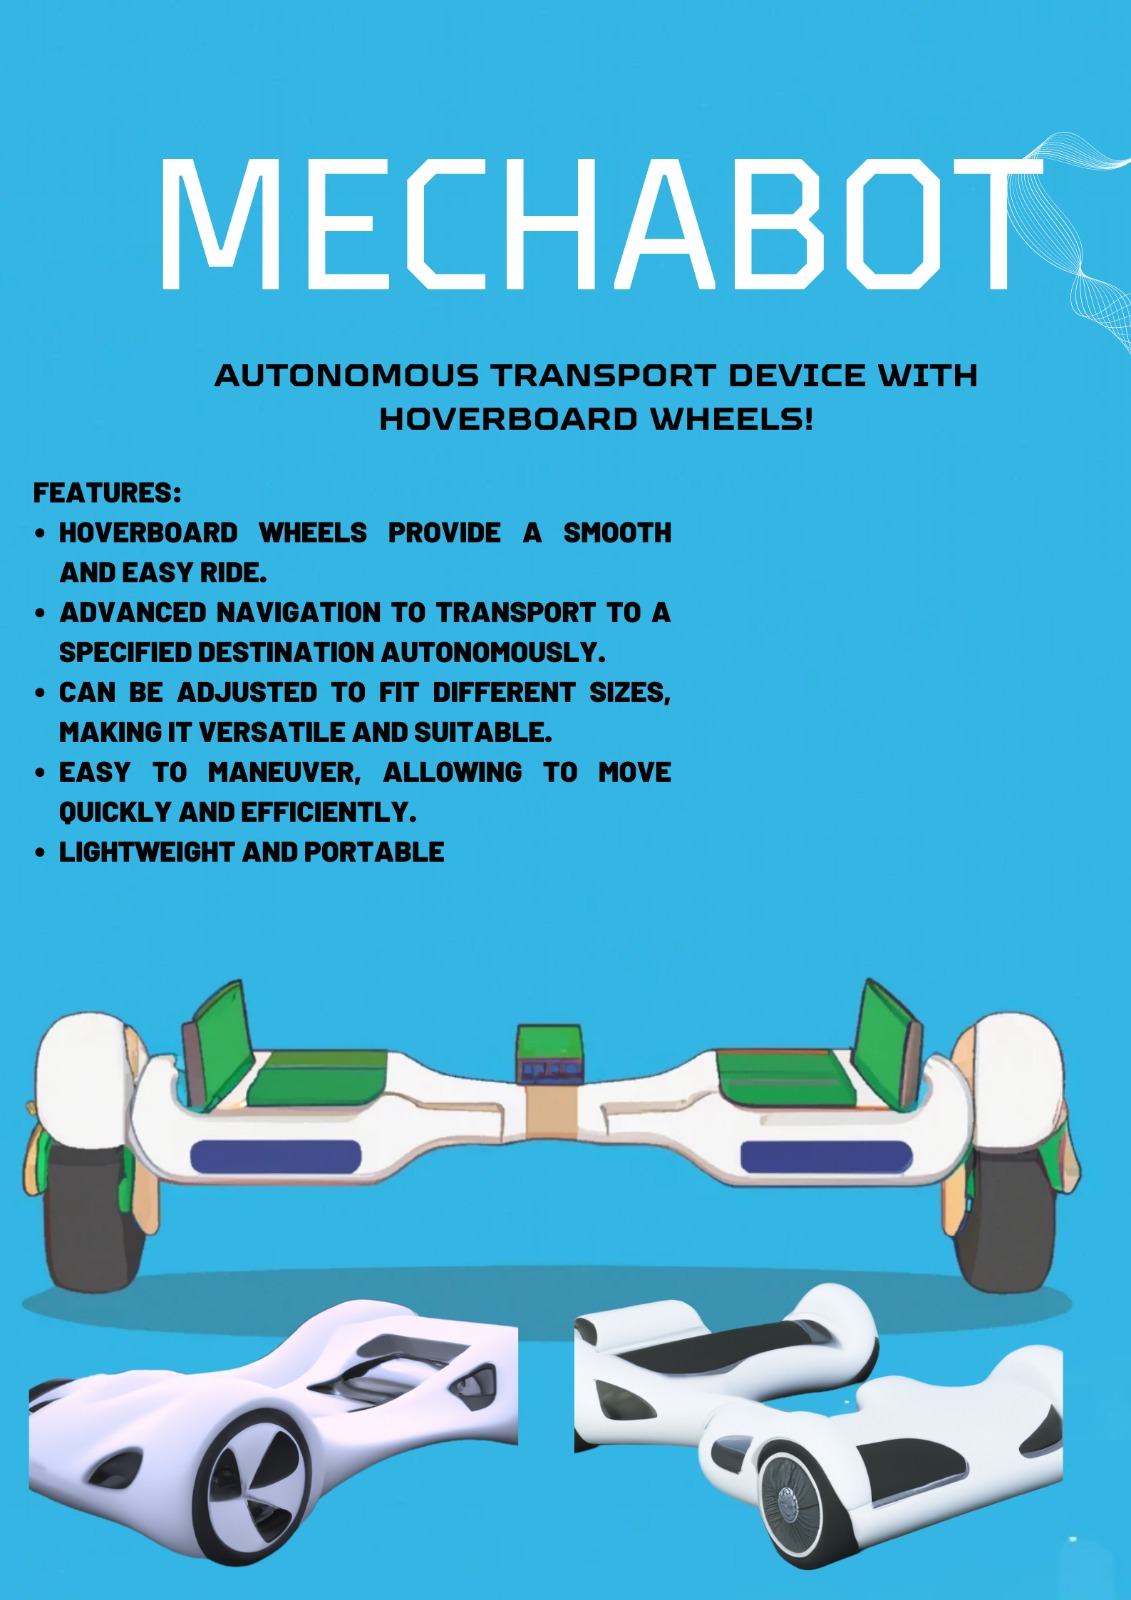 MECHABOT
AUTONOMOUS TRANSPORT DEVICE WITH
HOVERBOARD WHEELS!
FEATURES:
• HOVERBOARD WHEELS PROVIDE A SMOOTH
AND EASY RIDE.
• ADVANCED NAVIGATION TO TRANSPORT TO A
SPECIFIED DESTINATION AUTONOMOUSLY.
• CAN BE ADJUSTED TO FIT DIFFERENT SIZES,
MAKING IT VERSATILE AND SUITABLE.
• EASY TO MANEUVER, ALLOWING TO MOVE
QUICKLY AND EFFICIENTLY.
• LIGHTWEIGHT AND PORTABLE